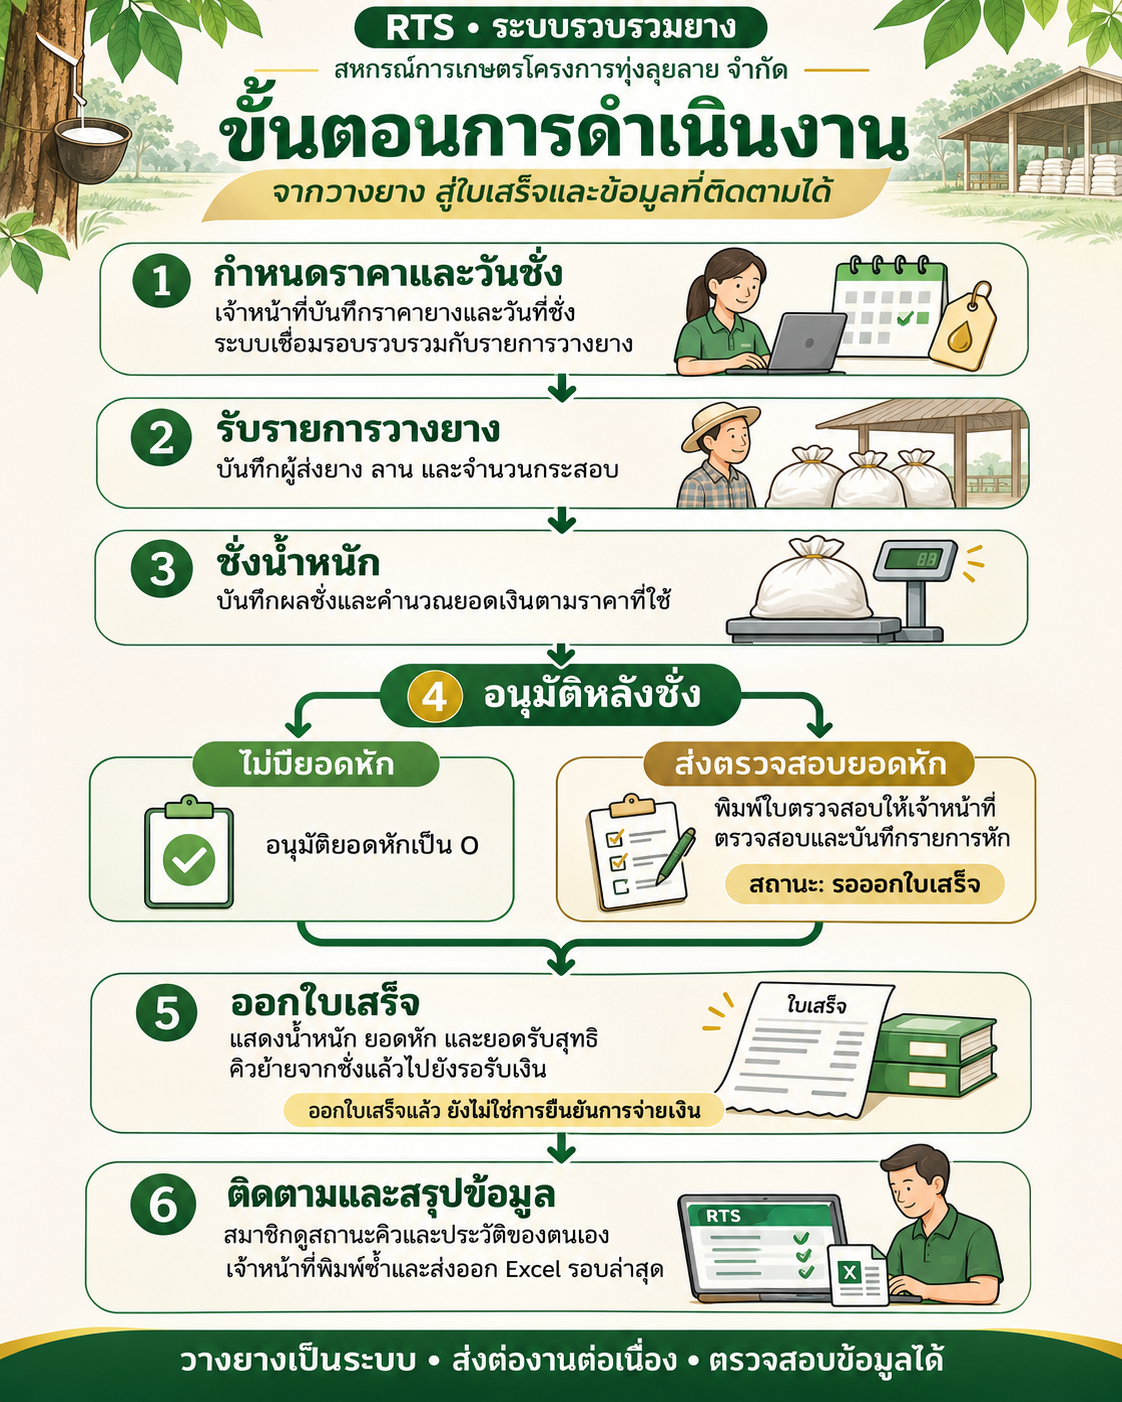 RTS • ระบบรวบรวมยาง
สหกรณ์การเกษตรโครงการทุ่งลุยลาย จำกัด
ขั้นตอนการดำเนินงาน
จากวางยาง สู่ใบเสร็จและข้อมูลที่ติดตามได้
1 กำหนดราคาและวันชั่ง
เจ้าหน้าที่บันทึกราคายางและวันที่ชั่ง
ระบบเชื่อมรอบรวบรวมกับรายการวางยาง
2 รับรายการวางยาง
บันทึกผู้ส่งยาง ลาน และจำนวนกระสอบ
3 ชั่งน้ำหนัก
บันทึกผลชั่งและคำนวณยอดเงินตามราคาที่ใช้
88
4 อนุมัติหลังชั่ง
ไม่มียอดหัก
อนุมัติยอดหักเป็น 0
ส่งตรวจสอบยอดหัก
พิมพ์ใบตรวจสอบให้เจ้าหน้าที่
ตรวจสอบและบันทึกรายการหัก
สถานะ: รอออกใบเสร็จ
5 ออกใบเสร็จ
แสดงน้ำหนัก ยอดหัก และยอดรับสุทธิ
คิวย้ายจากชั่งแล้วไปยังรอรับเงิน
ออกใบเสร็จแล้ว ยังไม่ใช่การยืนยันการจ่ายเงิน
ใบเสร็จ
6 ติดตามและสรุปข้อมูล
สมาชิกดูสถานะคิวและประวัติของตนเอง
เจ้าหน้าที่พิมพ์ซ้ำและส่งออก Excel รอบล่าสุด
RTS
X
วางยางเป็นระบบ • ส่งต่องานต่อเนื่อง • ตรวจสอบข้อมูลได้